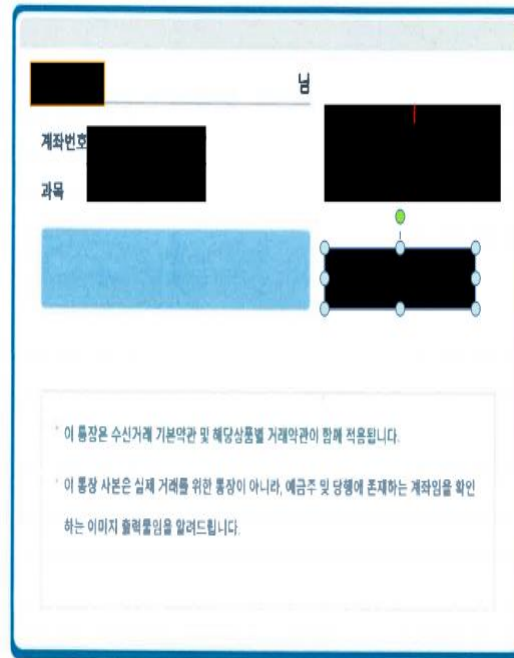 님
계좌번호
과목
이 통장은 수신거래 기본약관 및 해당상품별 거래약관이 함께 적용됩니다.
이 통장 사본은 실제 거래를 위한 통장이 아니라, 예금주 및 당행에 존재하는 계좌임을 확인
하는 이미지 출력물임을 알려드립니다.